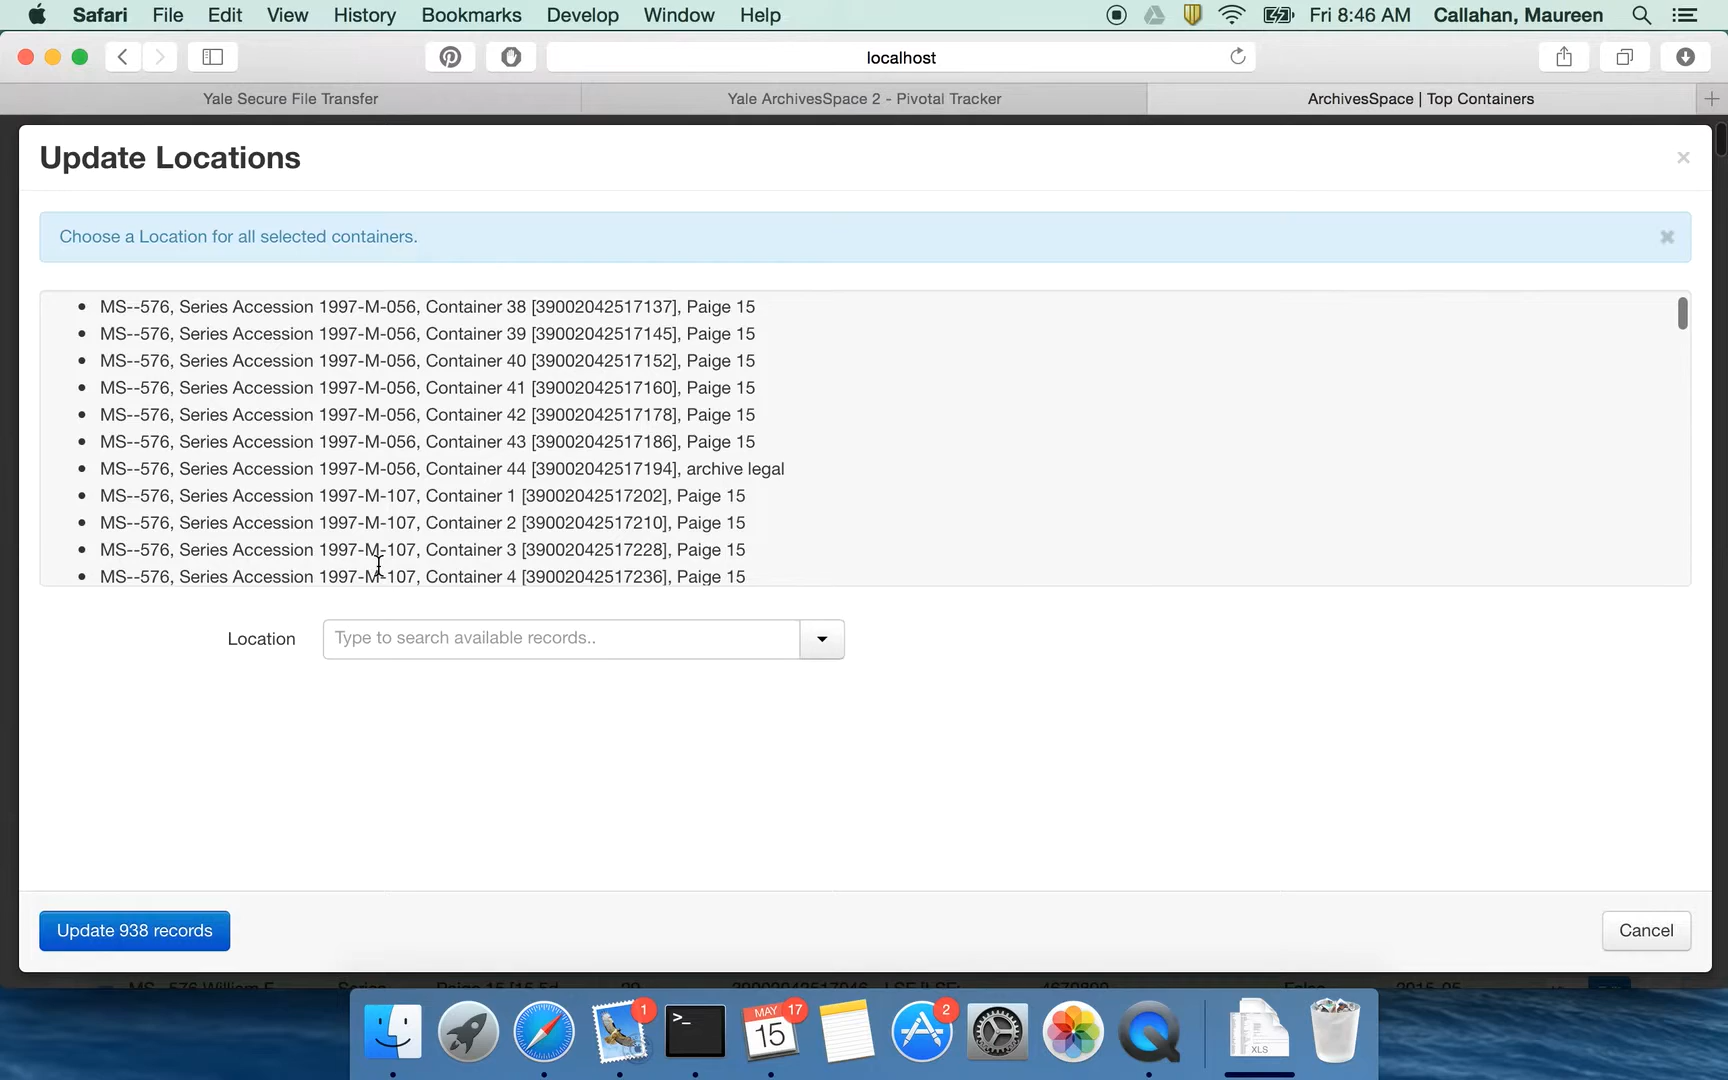 Safari File Edit View History Bookmarks Develop Window Help Fri 8:46 AM Callahan, Maureen
localhost
Yale Secure File Transfer Yale ArchivesSpace 2 - Pivotal Tracker ArchivesSpace | Top Containers
Update Locations ×
Choose a Location for all selected containers.
• MS--576, Series Accession 1997-M-056, Container 38 [39002042517137], Paige 15
• MS--576, Series Accession 1997-M-056, Container 39 [39002042517145], Paige 15
• MS--576, Series Accession 1997-M-056, Container 40 [39002042517152], Paige 15
• MS--576, Series Accession 1997-M-056, Container 41 [39002042517160], Paige 15
• MS--576, Series Accession 1997-M-056, Container 42 [39002042517178], Paige 15
• MS--576, Series Accession 1997-M-056, Container 43 [39002042517186], Paige 15
• MS--576, Series Accession 1997-M-056, Container 44 [39002042517194], archive legal
• MS--576, Series Accession 1997-M-107, Container 1 [39002042517202], Paige 15
• MS--576, Series Accession 1997-M-107, Container 2 [39002042517210], Paige 15
• MS--576, Series Accession 1997-M-107, Container 3 [39002042517228], Paige 15
• MS--576, Series Accession 1997-M-107, Container 4 [39002042517236], Paige 15
Location Type to search available records..
Update 938 records Cancel
1 MAY 17 2
>_ 15 XLS